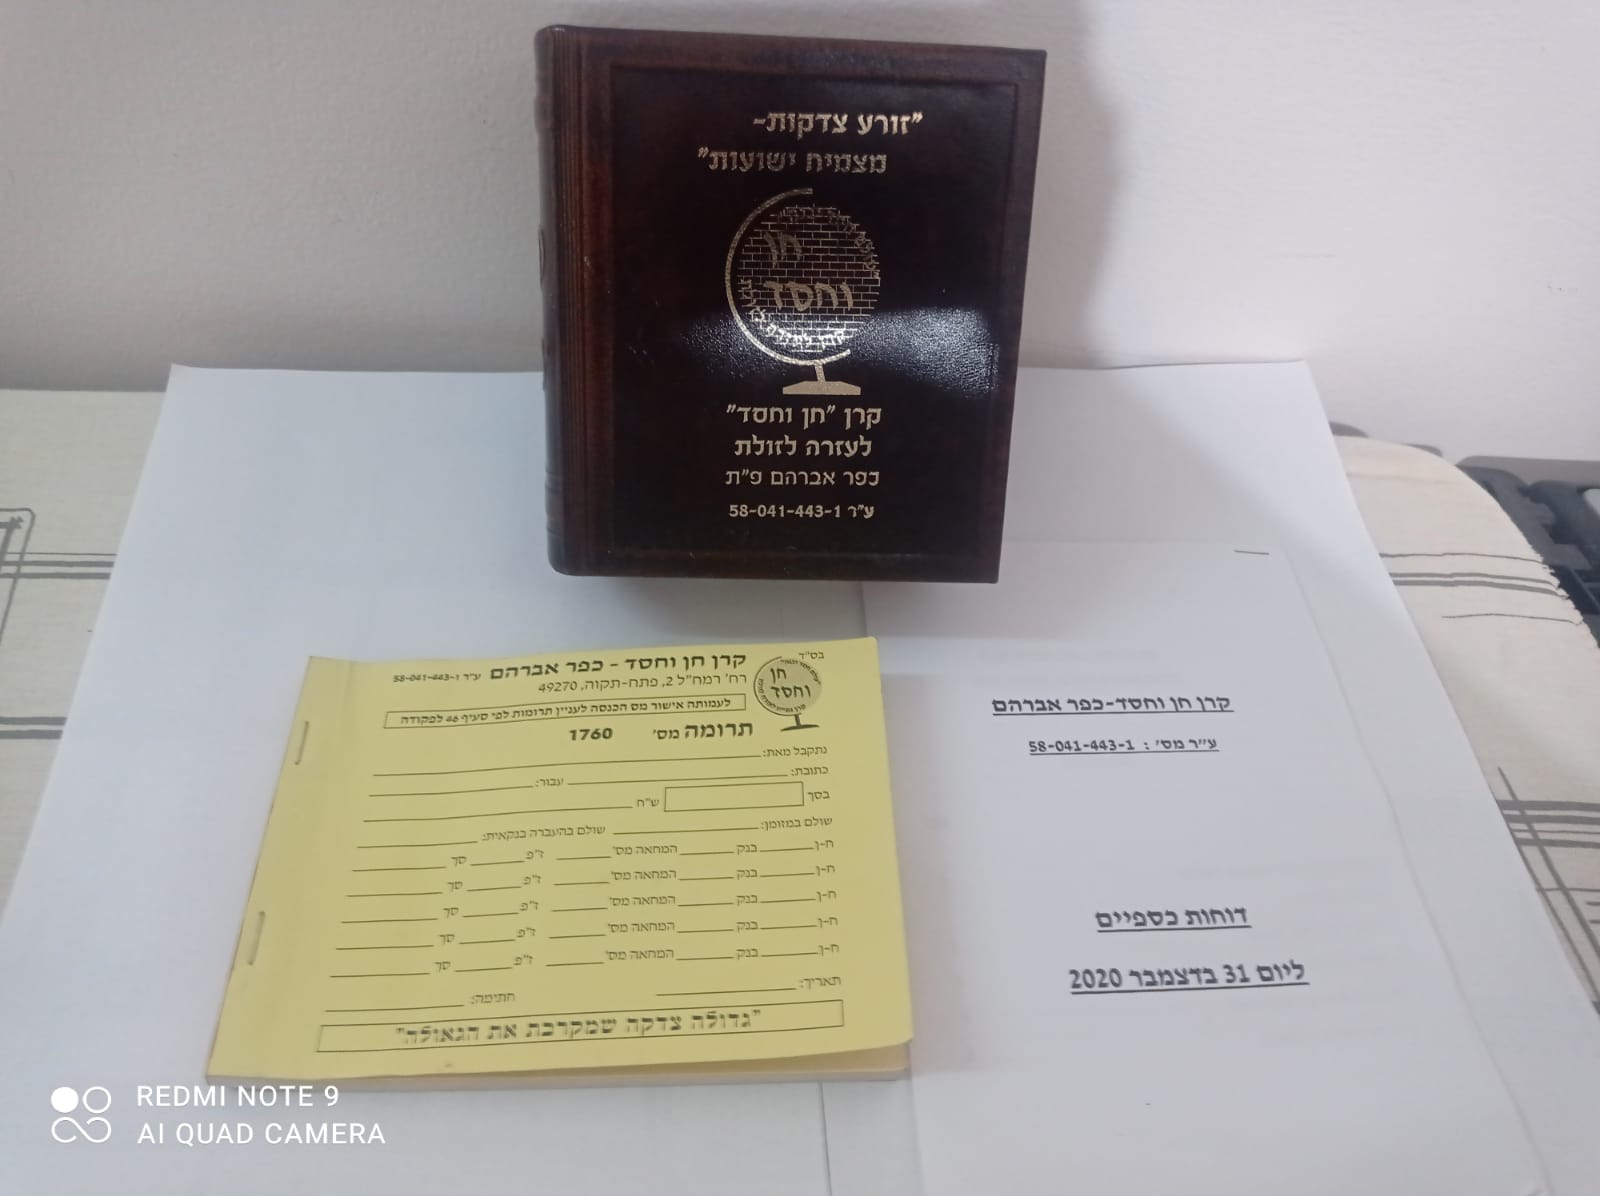 "זורע צדקות-
מצמיח ישועות"
חן
וחסד
קרן "חן וחסד"
לעזרה לזולת
כפר אברהם פ"ת
ע"ר 58-041-443-1
בס"ד
חן
וחסד
קרן חן וחסד - כפר אברהם ע"ר 58-041-443-1
רח' רמח"ל 2, פתח-תקוה, 49270
לעמותה אישור מס הכנסה לעניין תרומות לפי סעיף 46 לפקודה
תרומה מס' 1760
נתקבל מאת:
כתובת: עבור:
בסך ש"ח
שולם במזומן: שולם בהעברה בנקאית:
ח-ן בנק המחאה מס' ז"פ סך
ח-ן בנק המחאה מס' ז"פ סך
ח-ן בנק המחאה מס' ז"פ סך
ח-ן בנק המחאה מס' ז"פ סך
ח-ן בנק המחאה מס' ז"פ סך
תאריך: חתימה:
"גדולה צדקה שמקרבת את הגאולה"
קרן חן וחסד-כפר אברהם
ע"ר מס' : 58-041-443-1
דוחות כספיים
ליום 31 בדצמבר 2020
REDMI NOTE 9
AI QUAD CAMERA